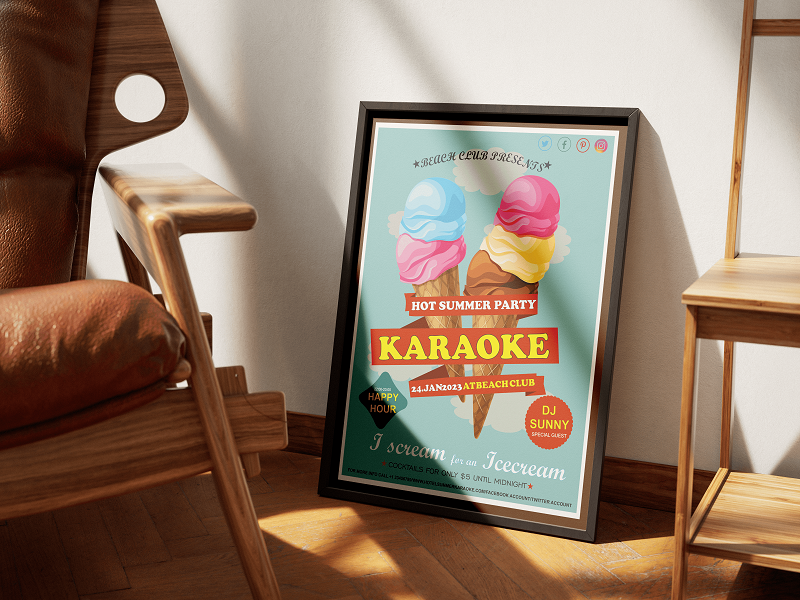 ★BEACH CLUB PRESENTS★
HOT SUMMER PARTY
KARAOKE
24.JAN2023 ATBEACH CLUB
HAPPY
HOUR
DJ
SUNNY
SPECIAL GUEST
I scream for an Icecream
★COCKTAILS FOR ONLY $5 UNTIL MIDNIGHT★